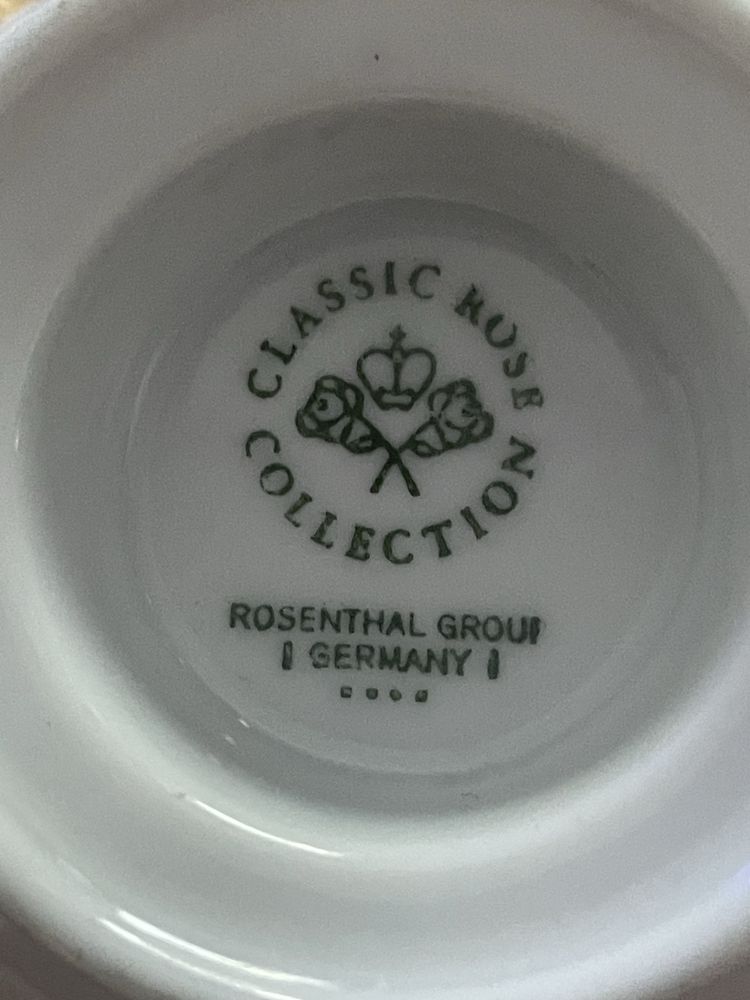 CLASSIC ROSE
COLLECTION
ROSENTHAL GROUP
GERMANY